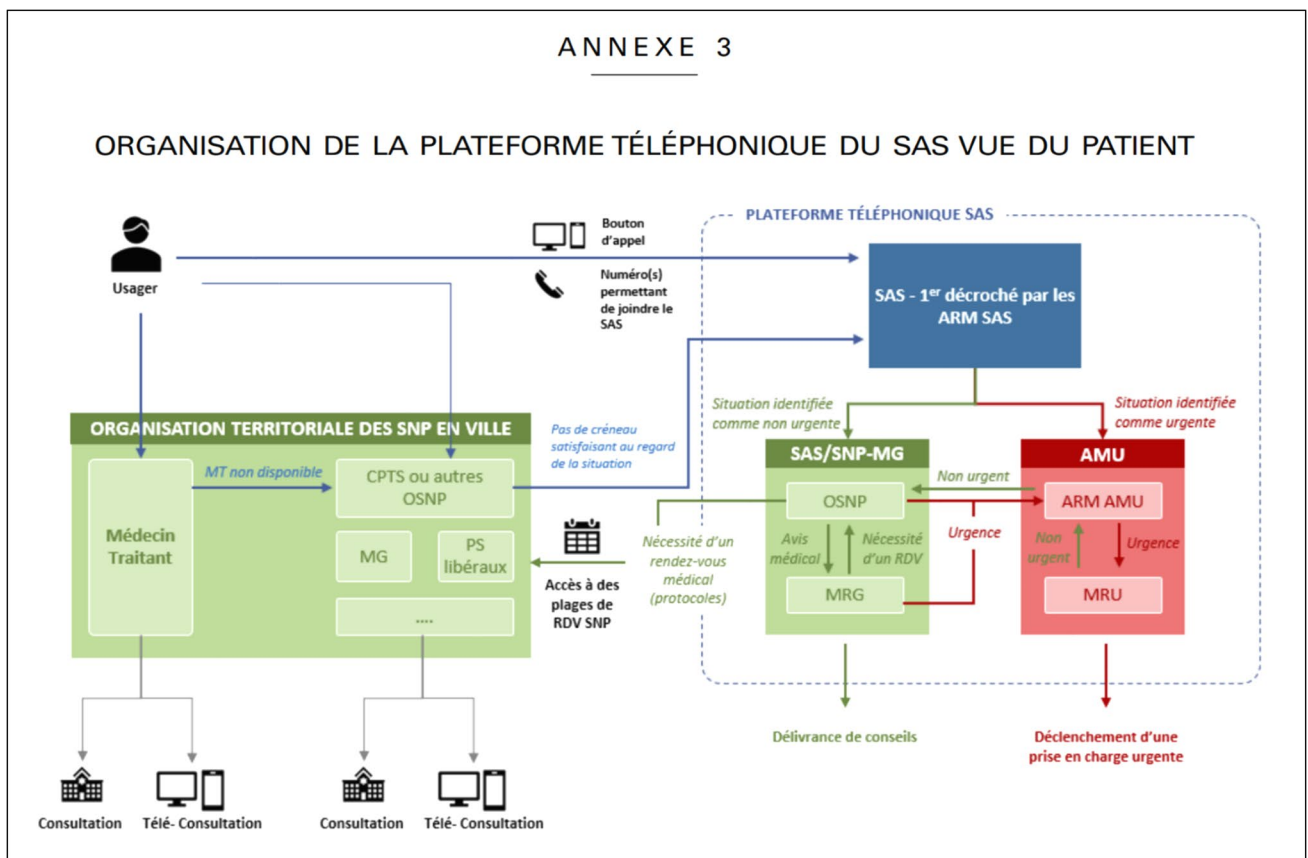 ANNEXE 3
ORGANISATION DE LA PLATEFORME TÉLÉPHONIQUE DU SAS VUE DU PATIENT
Usager
Bouton
d'appel
Numéro(s)
permettant
de joindre le
SAS
PLATEFORME TÉLÉPHONIQUE SAS
SAS - 1er décroché par les
ARM SAS
ORGANISATION TERRITORIALE DES SNP EN VILLE
Médecin
Traitant
MT non disponible
CPTS ou autres
OSNP
MG
PS
libéraux
....
Pas de créneau
satisfaisant au regard
de la situation
Accès à des
plages de
RDV SNP
Nécessité d'un
rendez-vous
médical
(protocoles)
Situation identifiée
comme non urgente
Situation identifiée
comme urgente
SAS/SNP-MG
OSNP
Avis
médical
Nécessité
d'un RDV
MRG
Non urgent
Urgence
AMU
ARM AMU
Non
urgent
Urgence
MRU
Délivrance de conseils
Déclenchement d'une
prise en charge urgente
Consultation
Télé- Consultation
Consultation
Télé- Consultation